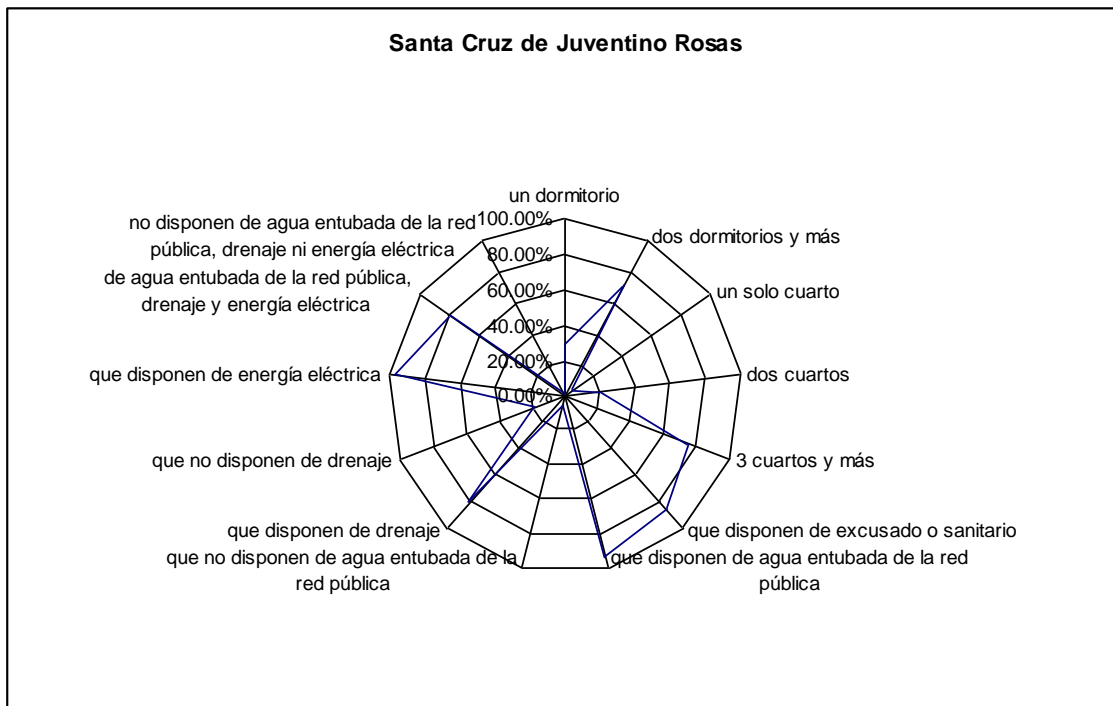 Santa Cruz de Juventino Rosas
un dormitorio
100.00%
80.00%
60.00%
40.00%
20.00%
0.00%
dos dormitorios y más
un solo cuarto
dos cuartos
3 cuartos y más
que disponen de excusado o sanitario
que disponen de agua entubada de la red
pública
que no disponen de agua entubada de la
red pública
que disponen de drenaje
que no disponen de drenaje
que disponen de energía eléctrica
de agua entubada de la red pública,
drenaje y energía eléctrica
no disponen de agua entubada de la red
pública, drenaje ni energía eléctrica